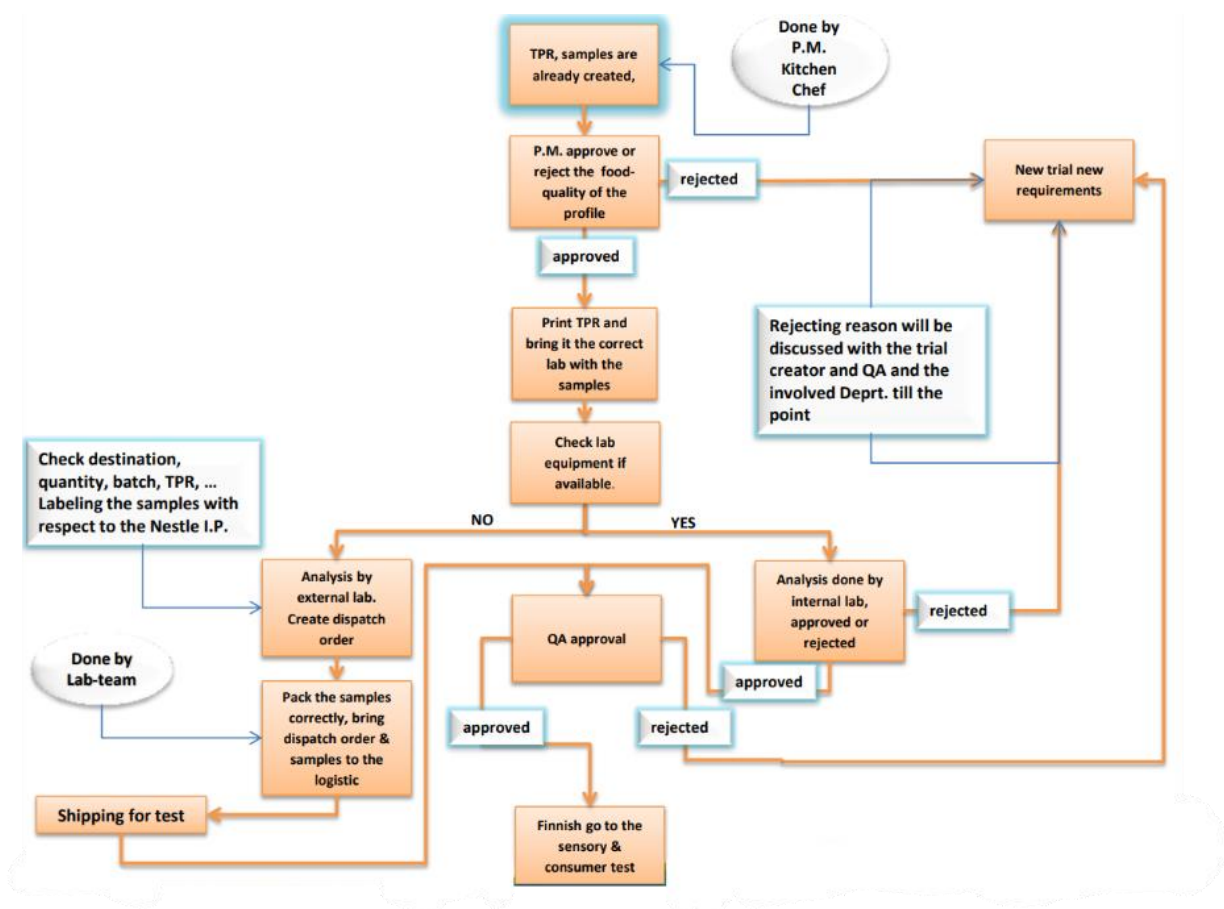 TPR, samples are
already created,
Done by
P.M.
Kitchen
Chef
P.M. approve or
reject the food-
quality of the
profile
rejected
New trial new
requirements
approved
Print TPR and
bring it the correct
lab with the
samples
Rejecting reason will be
discussed with the trial
creator and QA and the
involved Deprt. till the
point
Check lab
equipment if
available.
Check destination,
quantity, batch, TPR, ...
Labeling the samples with
respect to the Nestle I.P.
NO
YES
Analysis by
external lab.
Create dispatch
order
QA approval
Analysis done by
internal lab,
approved or
rejected
rejected
Done by
Lab-team
approved
Pack the samples
correctly, bring
dispatch order &
samples to the
logistic
approved
rejected
Shipping for test
Finnish go to the
sensory &
consumer test